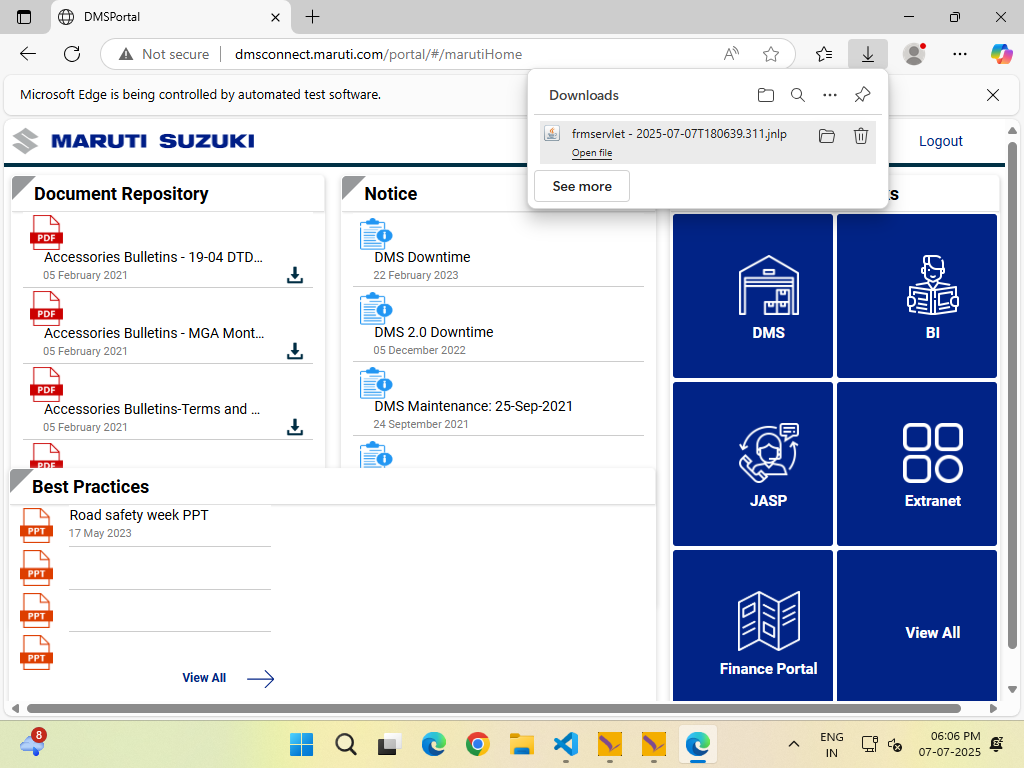 DMSPortal
Not secure
dmsconnect.maruti.com/portal/#/marutiHome
Microsoft Edge is being controlled by automated test software.
Downloads
frmservlet - 2025-07-07T180639.311.jnlp
Open file
See more
MARUTI SUZUKI
Logout
Document Repository
PDF
Accessories Bulletins - 19-04 DTD...
05 February 2021
PDF
Accessories Bulletins - MGA Mont...
05 February 2021
PDF
Accessories Bulletins-Terms and ...
05 February 2021
PDF
Notice
DMS Downtime
22 February 2023
DMS 2.0 Downtime
05 December 2022
DMS Maintenance: 25-Sep-2021
24 September 2021
DMS
BI
JASP
Extranet
Finance Portal
View All
Best Practices
PPT
Road safety week PPT
17 May 2023
PPT
PPT
PPT
View All
8
ENG
IN
06:06 PM
07-07-2025